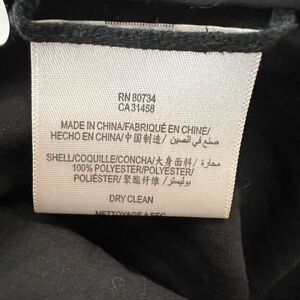 RN 80734
CA 31458
MADE IN CHINA/FABRIQUÉ EN CHINE/
HECHO EN CHINA/中国制造/صنع في الصين
SHELL/COQUILLE/CONCHA/大身面料/محارة
100% POLYESTER/POLYESTER/
POLIÉSTER/聚酯纤维/بوليستر
DRY CLEAN
NETTOYAGE À SEC